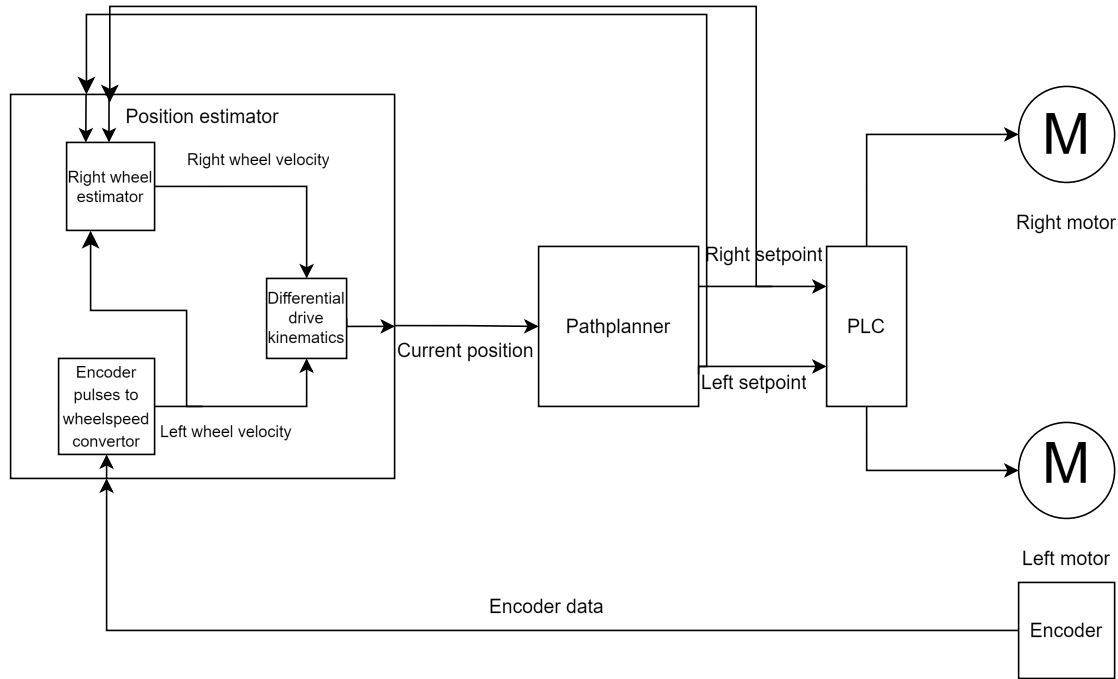 Position estimator
Right wheel
estimator
Right wheel velocity
Differential
drive
kinematics
Encoder
pulses to
wheelspeed
convertor
Left wheel velocity
Current position
Pathplanner
Right setpoint
Left setpoint
PLC
M
Right motor
M
Left motor
Encoder data
Encoder